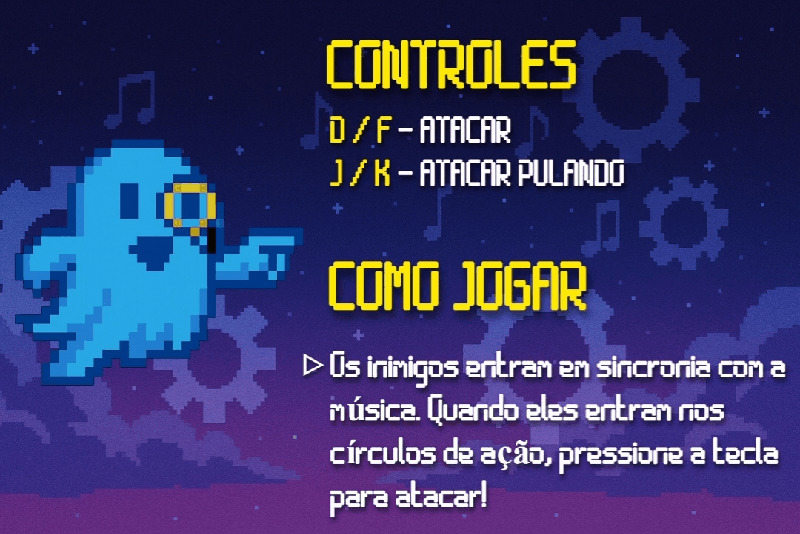 CONTROLES
D / F - ATACAR
J / K - ATACAR PULANDO
COMO JOGAR
Os inimigos entram em sincronia com a
música. Quando eles entram nos
círculos de ação, pressione a tecla
para atacar!